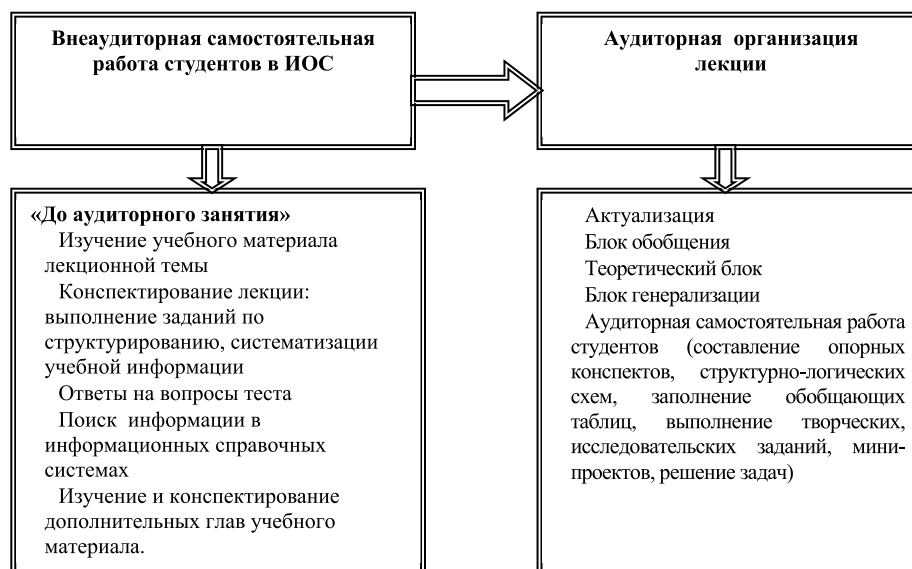 Внеаудиторная самостоятельная
работа студентов в ИОС
Аудиторная организация
лекции
«До аудиторного занятия»
Изучение учебного материала
лекционной темы
Конспектирование лекции:
выполнение заданий по
структурированию, систематизации
учебной информации
Ответы на вопросы теста
Поиск информации в
информационных справочных
системах
Изучение и конспектирование
дополнительных глав учебного
материала.
Актуализация
Блок обобщения
Теоретический блок
Блок генерализации
Аудиторная самостоятельная работа
студентов (составление опорных
конспектов, структурно-логических
схем, заполнение обобщающих
таблиц, выполнение творческих,
исследовательских заданий, мини-
проектов, решение задач)